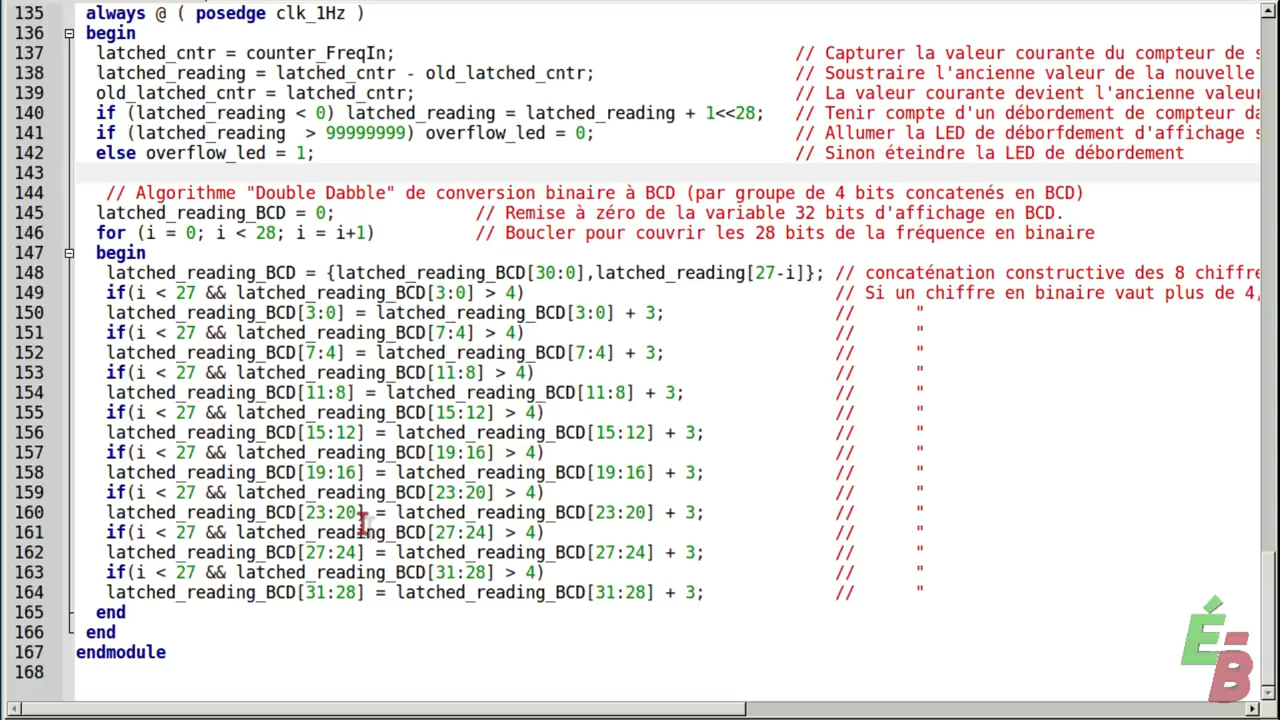 135 always @ ( posedge clk_1Hz )
136 begin
137 latched_cntr = counter_FreqIn; // Capturer la valeur courante du compteur de s
138 latched_reading = latched_cntr - old_latched_cntr; // Soustraire l'ancienne valeur de la nouvelle
139 old_latched_cntr = latched_cntr; // La valeur courante devient l'ancienne valeur
140 if (latched_reading < 0) latched_reading = latched_reading + 1<<28; // Tenir compte d'un débordement de compteur da
141 if (latched_reading  > 99999999) overflow_led = 0; // Allumer la LED de déborfdement d'affichage s
142 else overflow_led = 1; // Sinon éteindre la LED de débordement
143
144 // Algorithme "Double Dabble" de conversion binaire à BCD (par groupe de 4 bits concatenés en BCD)
145 latched_reading_BCD = 0; // Remise à zéro de la variable 32 bits d'affichage en BCD.
146 for (i = 0; i < 28; i = i+1) // Boucler pour couvrir les 28 bits de la fréquence en binaire
147 begin
148 latched_reading_BCD = {latched_reading_BCD[30:0],latched_reading[27-i]}; // concaténation constructive des 8 chiffre
149 if(i < 27 && latched_reading_BCD[3:0] > 4) // Si un chiffre en binaire vaut plus de 4,
150 latched_reading_BCD[3:0] = latched_reading_BCD[3:0] + 3; // "
151 if(i < 27 && latched_reading_BCD[7:4] > 4) // "
152 latched_reading_BCD[7:4] = latched_reading_BCD[7:4] + 3; // "
153 if(i < 27 && latched_reading_BCD[11:8] > 4) // "
154 latched_reading_BCD[11:8] = latched_reading_BCD[11:8] + 3; // "
155 if(i < 27 && latched_reading_BCD[15:12] > 4) // "
156 latched_reading_BCD[15:12] = latched_reading_BCD[15:12] + 3; // "
157 if(i < 27 && latched_reading_BCD[19:16] > 4) // "
158 latched_reading_BCD[19:16] = latched_reading_BCD[19:16] + 3; // "
159 if(i < 27 && latched_reading_BCD[23:20] > 4) // "
160 latched_reading_BCD[23:20] = latched_reading_BCD[23:20] + 3; // "
161 if(i < 27 && latched_reading_BCD[27:24] > 4) // "
162 latched_reading_BCD[27:24] = latched_reading_BCD[27:24] + 3; // "
163 if(i < 27 && latched_reading_BCD[31:28] > 4) // "
164 latched_reading_BCD[31:28] = latched_reading_BCD[31:28] + 3; // "
165 end
166 end
167 endmodule
168
É
B